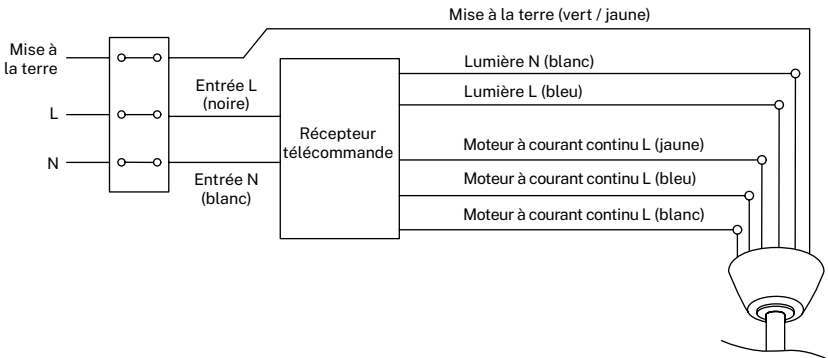 Mise à la terre (vert / jaune)
Mise à
la terre
L
N
Entrée L
(noire)
Entrée N
(blanc)
Récepteur
télécommande
Lumière N (blanc)
Lumière L (bleu)
Moteur à courant continu L (jaune)
Moteur à courant continu L (bleu)
Moteur à courant continu L (blanc)